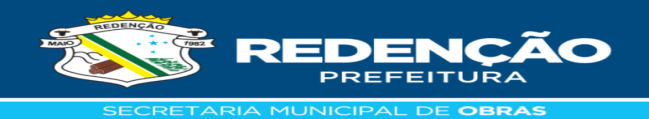 REDENÇÃO
MAIO 1982
REDENÇÃO
PREFEITURA
SECRETARIA MUNICIPAL DE OBRAS